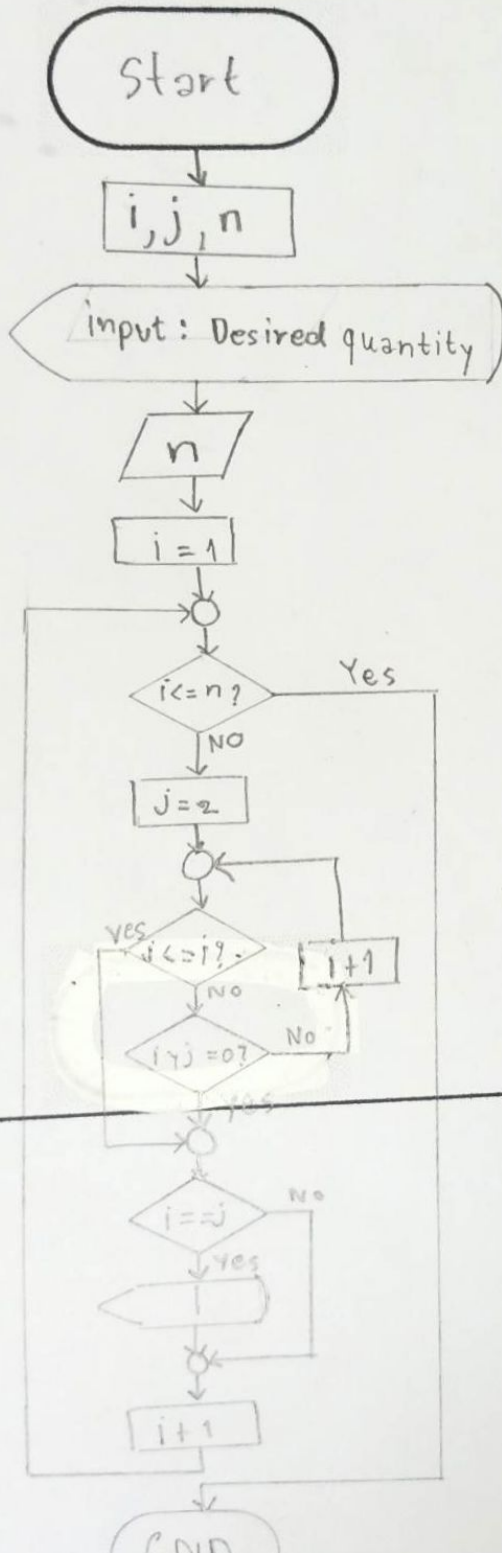 Start
i, j, n
input: Desired quantity
n
i = 1
i<=n?
Yes
NO
j=2
yes
NO
i+1
No
yes
i==j
No
Yes
i+1